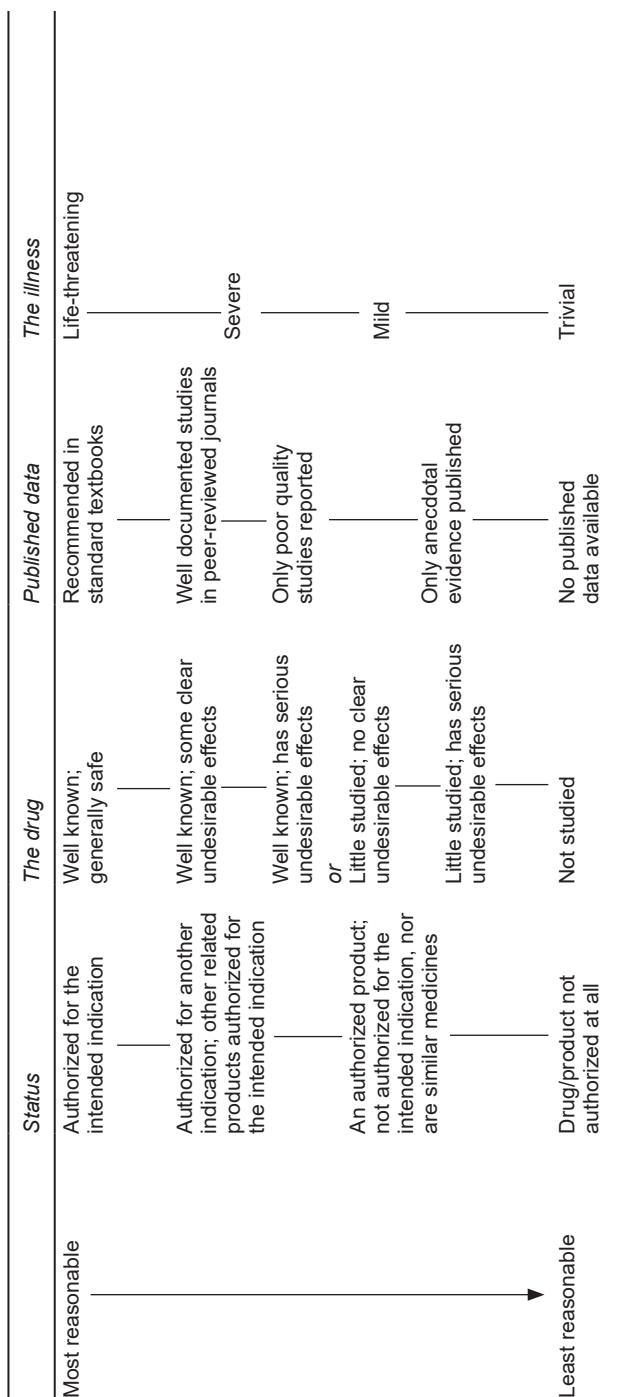 Status
The drug
Published data
The illness
Most reasonable
Least reasonable
Authorized for the
intended indication
Authorized for another
indication; other related
products authorized for
the intended indication
An authorized product;
not authorized for the
intended indication, nor
are similar medicines
Drug/product not
authorized at all
Well known;
generally safe
Well known; some clear
undesirable effects
Well known; has serious
undesirable effects
or
Little studied; no clear
undesirable effects
Little studied; has serious
undesirable effects
Not studied
Recommended in
standard textbooks
Well documented studies
in peer-reviewed journals
Only poor quality
studies reported
Only anecdotal
evidence published
No published
data available
Life-threatening
Severe
Mild
Trivial